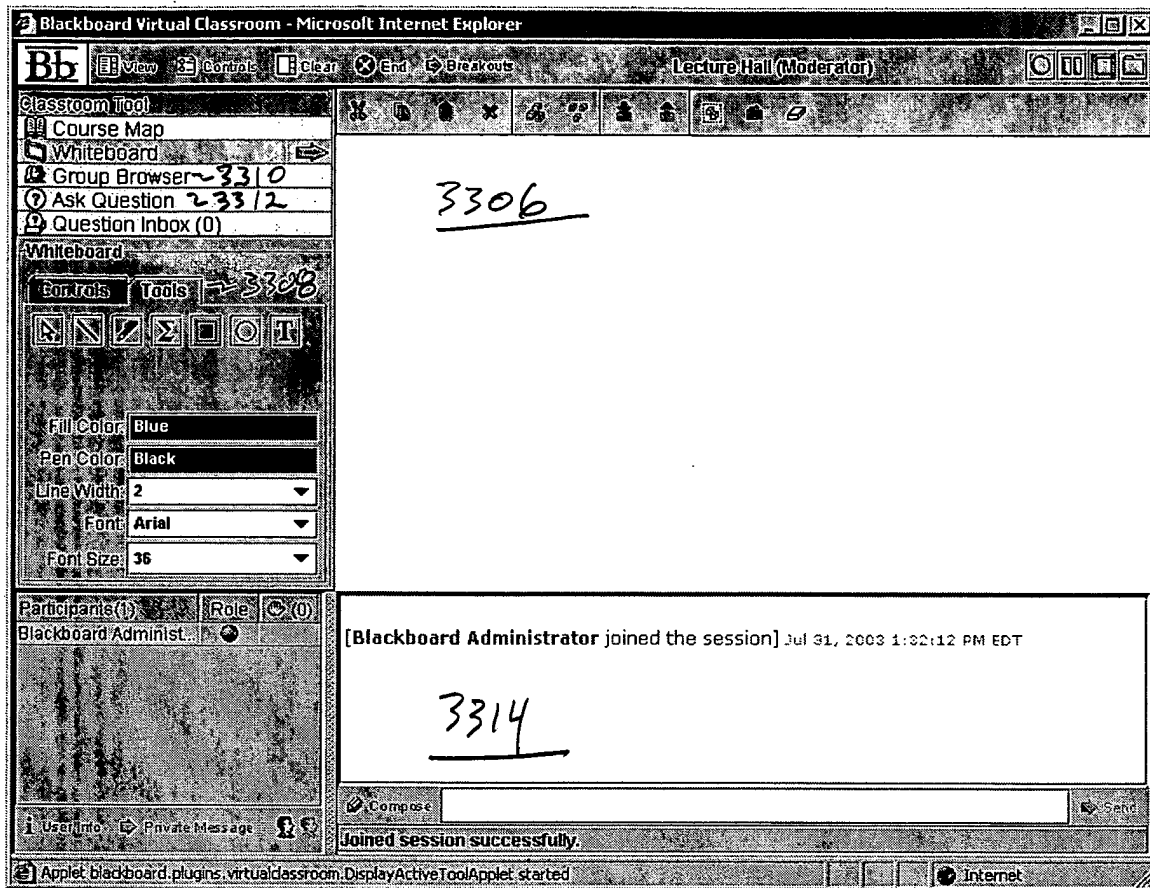 Blackboard Virtual Classroom - Microsoft Internet Explorer
Bb View Controls Clear End Breakouts Lecture Hall (Moderator)
Classroom Tool
Course Map
Whiteboard
Group Browser ~3310
? Ask Question ~3312
Question Inbox (0)
3306
Whiteboard
Controls Tools ~3308
Σ T
Fill Color: Blue
Pen Color: Black
Line Width: 2
Font: Arial
Font Size: 36
Participants(1) Role (0)
Blackboard Administ...
[Blackboard Administrator joined the session] Jul 31, 2003 1:32:12 PM EDT
3314
Compose Send
i User Info Private Message
Joined session successfully.
Applet blackboard.plugins.virtualclassroom.DisplayActiveToolApplet started Internet